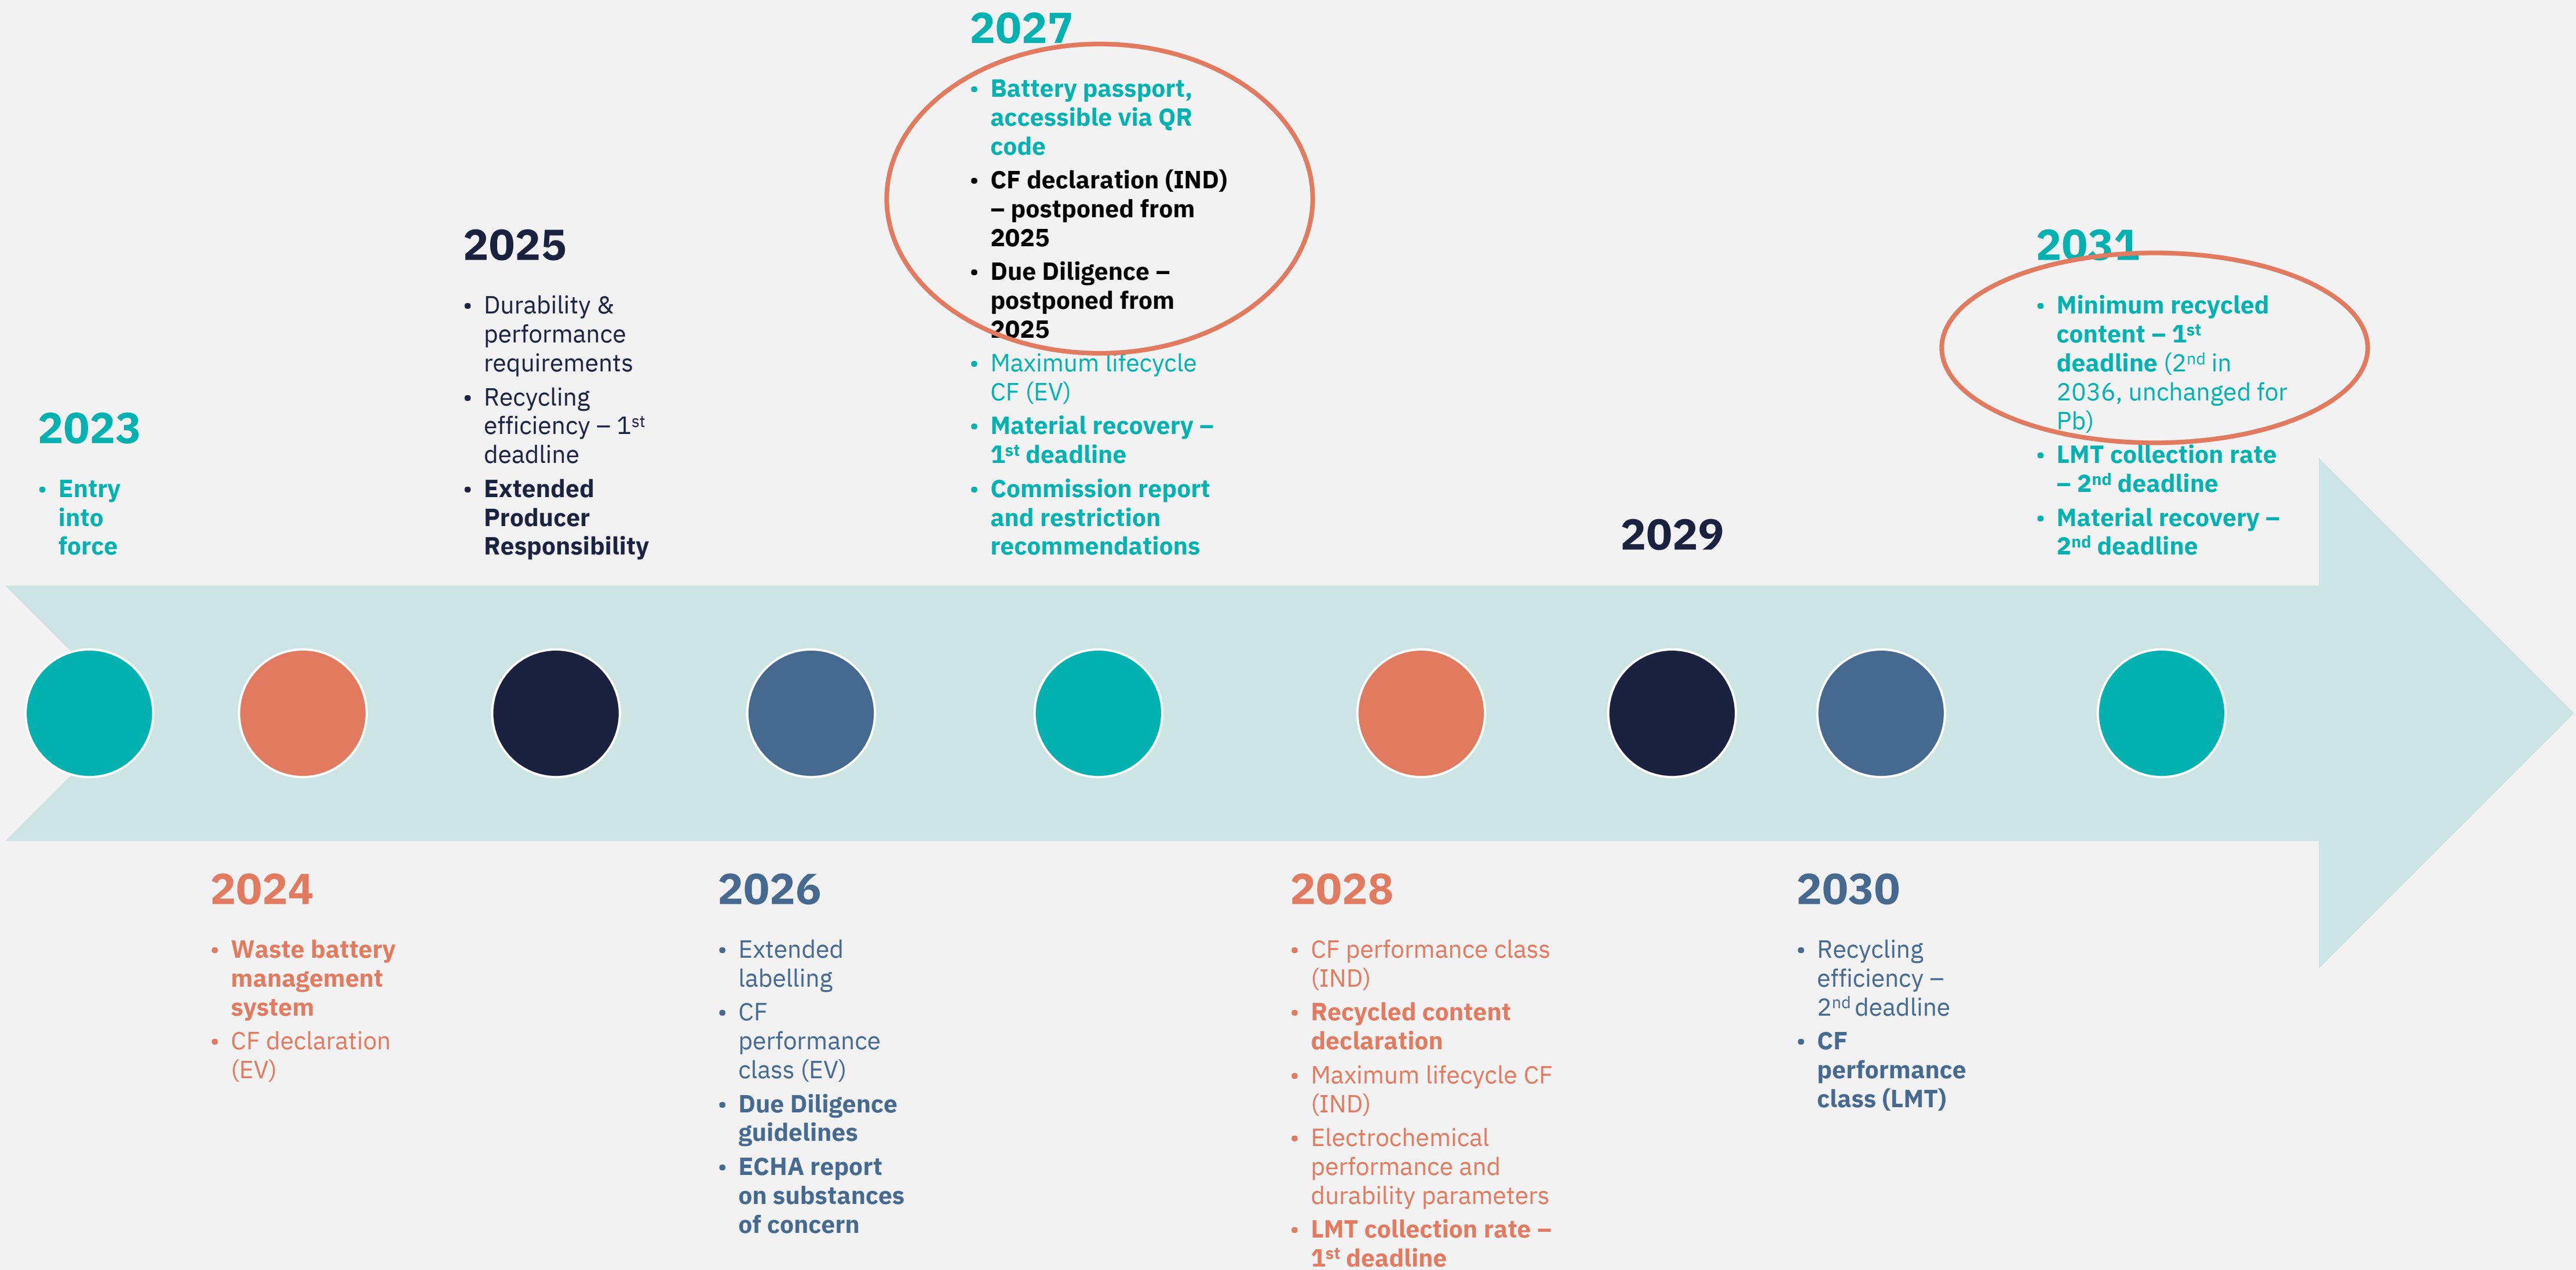 2023
• Entry
into
force
2024
• Waste battery
management
system
• CF declaration
(EV)
2025
• Durability &
performance
requirements
• Recycling
efficiency – 1st
deadline
• Extended
Producer
Responsibility
2026
• Extended
labelling
• CF
performance
class (EV)
• Due Diligence
guidelines
• ECHA report
on substances
of concern
2027
• Battery passport,
accessible via QR
code
• CF declaration (IND)
– postponed from
2025
• Due Diligence –
postponed from
2025
• Maximum lifecycle
CF (EV)
• Material recovery –
1st deadline
• Commission report
and restriction
recommendations
2028
• CF performance class
(IND)
• Recycled content
declaration
• Maximum lifecycle CF
(IND)
• Electrochemical
performance and
durability parameters
• LMT collection rate –
1st deadline
2029
2030
• Recycling
efficiency –
2nd deadline
• CF
performance
class (LMT)
2031
• Minimum recycled
content – 1st
deadline (2nd in
2036, unchanged for
Pb)
• LMT collection rate
– 2nd deadline
• Material recovery –
2nd deadline